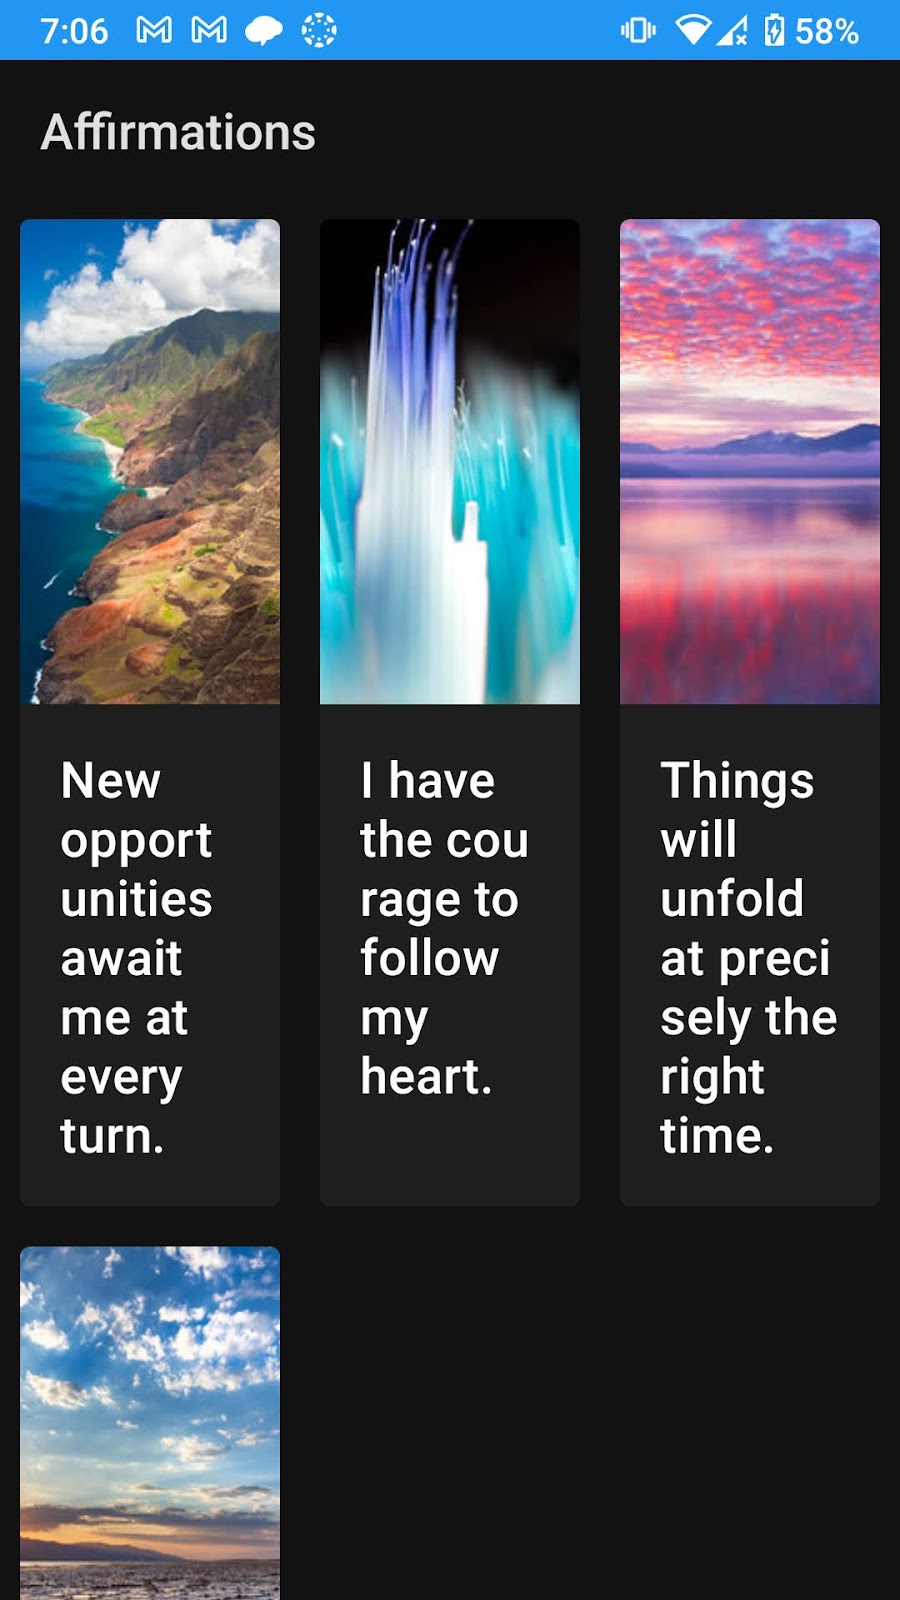 7:06
58%
Affirmations
New
opport
unities
await
me at
every
turn.
I have
the cou
rage to
follow
my
heart.
Things
will
unfold
at preci
sely the
right
time.